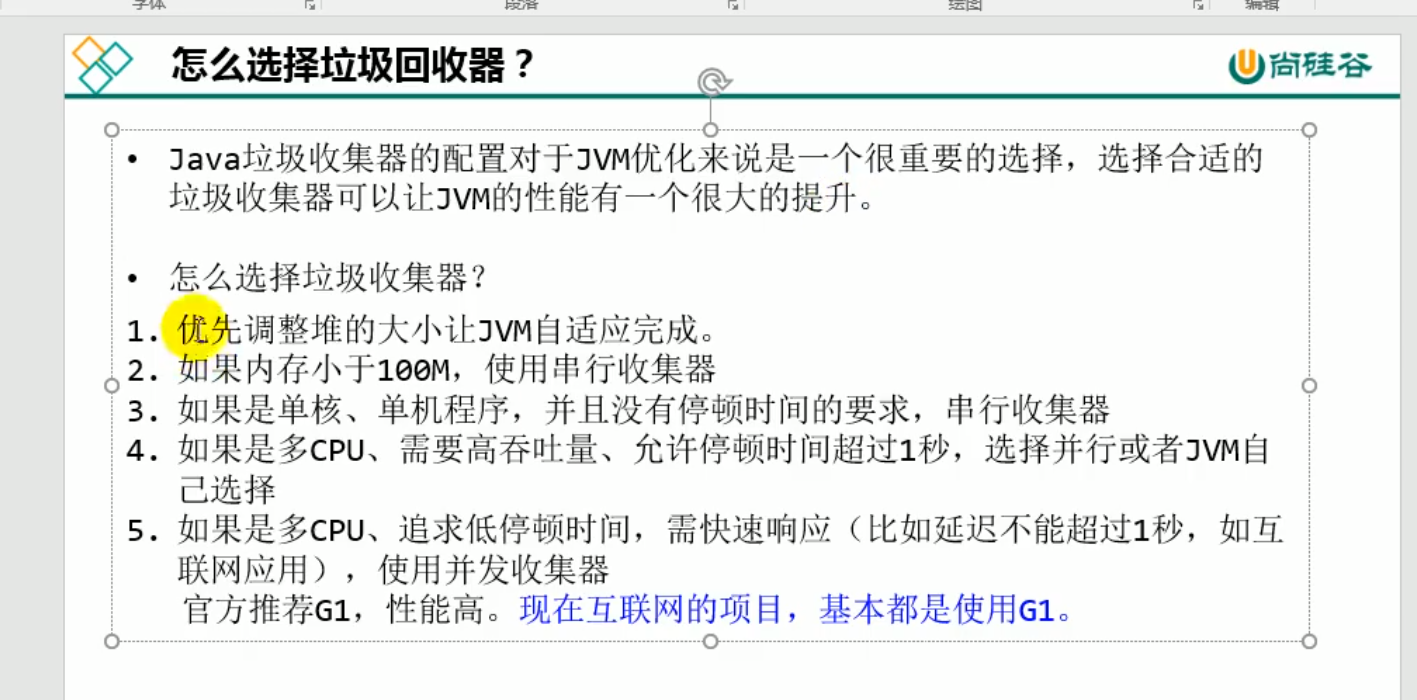 字体
段落
绘图
编辑
怎么选择垃圾回收器？
尚硅谷
• Java垃圾收集器的配置对于JVM优化来说是一个很重要的选择，选择合适的
垃圾收集器可以让JVM的性能有一个很大的提升。
• 怎么选择垃圾收集器？
1. 优先调整堆的大小让JVM自适应完成。
2. 如果内存小于100M，使用串行收集器
3. 如果是单核、单机程序，并且没有停顿时间的要求，串行收集器
4. 如果是多CPU、需要高吞吐量、允许停顿时间超过1秒，选择并行或者JVM自
己选择
5. 如果是多CPU、追求低停顿时间，需快速响应（比如延迟不能超过1秒，如互
联网应用），使用并发收集器
官方推荐G1，性能高。现在互联网的项目，基本都是使用G1。